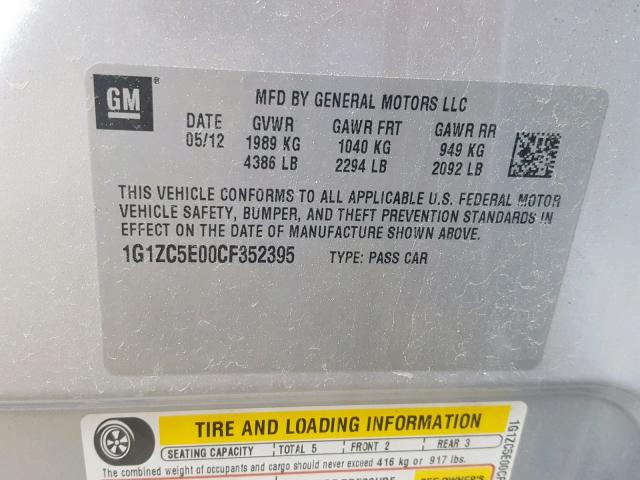 GM ®
MFD BY GENERAL MOTORS LLC
DATE GVWR GAWR FRT GAWR RR
05/12 1989 KG 1040 KG 949 KG
4386 LB 2294 LB 2092 LB
THIS VEHICLE CONFORMS TO ALL APPLICABLE U.S. FEDERAL MOTOR
VEHICLE SAFETY, BUMPER, AND THEFT PREVENTION STANDARDS IN
EFFECT ON THE DATE OF MANUFACTURE SHOWN ABOVE.
1G1ZC5E00CF352395 TYPE: PASS CAR
TIRE AND LOADING INFORMATION
SEATING CAPACITY TOTAL 5 FRONT 2 REAR 3
The combined weight of occupants and cargo should never exceed 416 kg or 917 lbs.
SEE OWNER'S
1G1ZC5E00CF